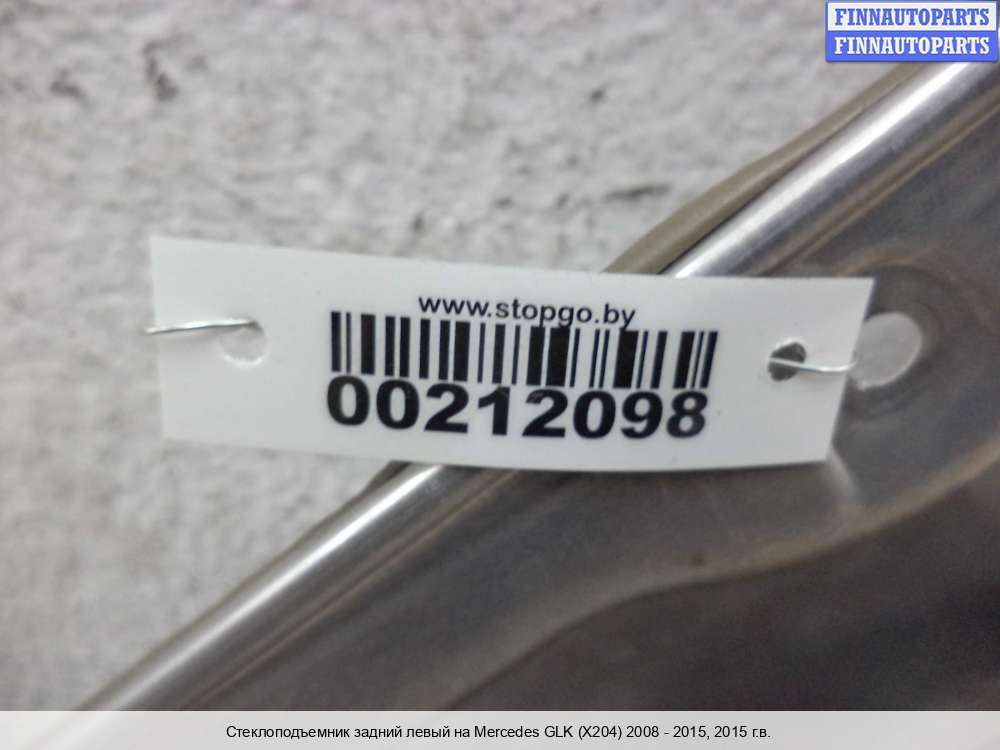 FINNAUTOPARTS
FINNAUTOPARTS
www.stopgo.by
00212098
Стеклоподъемник задний левый на Mercedes GLK (X204) 2008 - 2015, 2015 г.в.